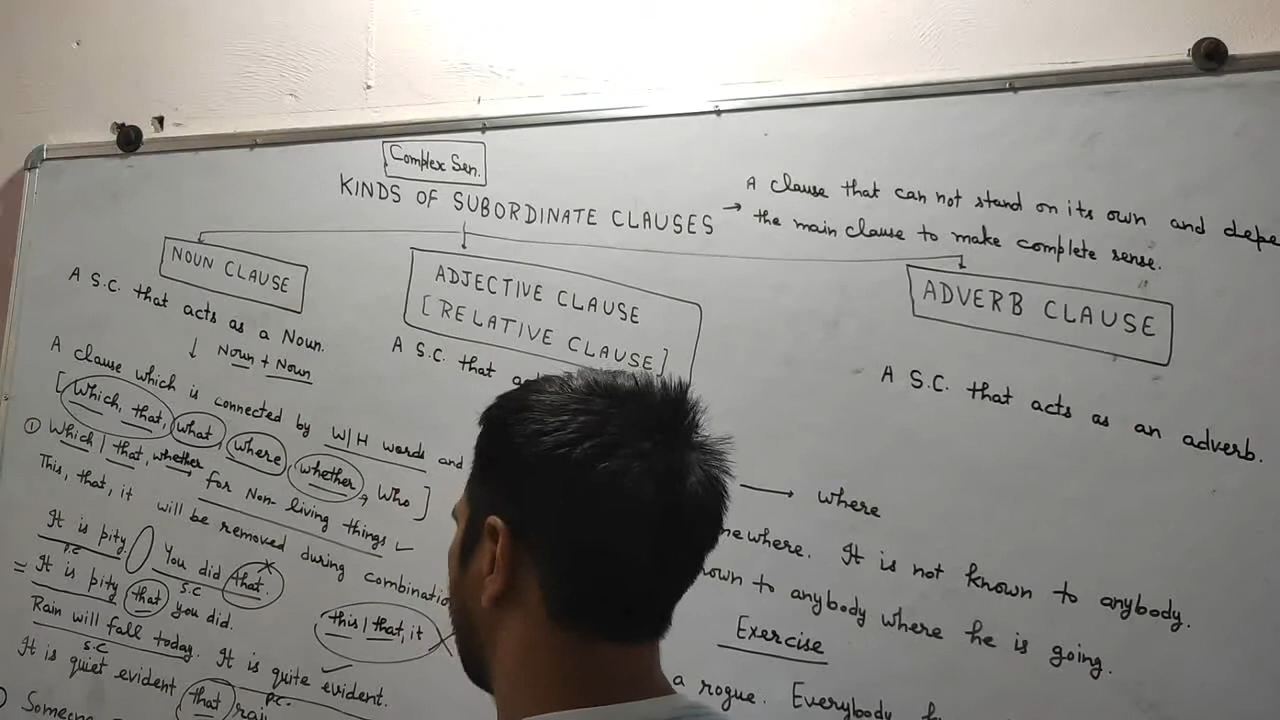 Complex Sen.
KINDS OF SUBORDINATE CLAUSES → A clause that can not stand on its own and
the main clause to make complete sense.
NOUN CLAUSE
A S.C. that acts as a Noun.
↓ Noun + Noun
A clause which is connected by W/H words and
[Which, that, what, where, whether, Who]
① Which / that, whether for Non living things ✓
This, that, it will be removed during
It is pity. You did that.
P.C S.C
= It is pity that you did.
this / that, it
Rain will fall today. It is quite evident.
S.C P.C.
It is quiet evident that
ADJECTIVE CLAUSE
[RELATIVE CLAUSE]
A S.C. that
ADVERB CLAUSE
A S.C. that acts as an adverb.
→ where
It is not known to anybody.
to anybody where he is going.
Exercise
a rogue. Everybody